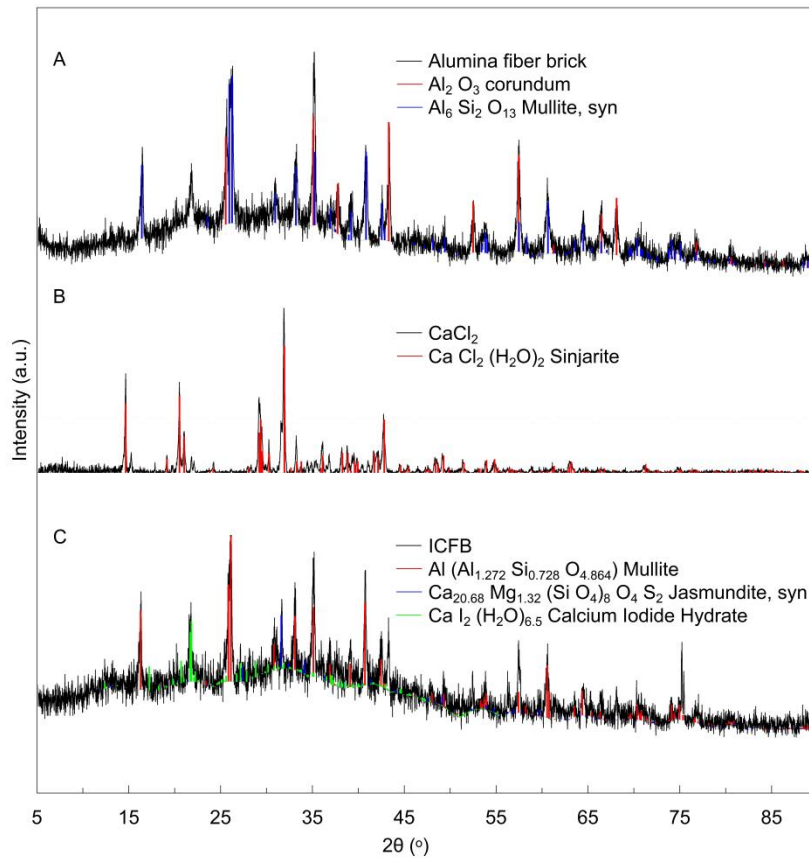 A
Alumina fiber brick
Al₂ O₃ corundum
Al₆ Si₂ O₁₃ Mullite, syn
B
CaCl₂
Ca Cl₂ (H₂O)₂ Sinjarite
Intensity (a.u.)
C
ICFB
Al (Al₁.₂₇₂ Si₀.₇₂₈ O₄.₈₆₄) Mullite
Ca₂₀.₆₈ Mg₁.₃₂ (Si O₄)₈ O₄ S₂ Jasmundite, syn
Ca I₂ (H₂O)₆.₅ Calcium Iodide Hydrate
5 15 25 35 45 55 65 75 85
2θ (°)